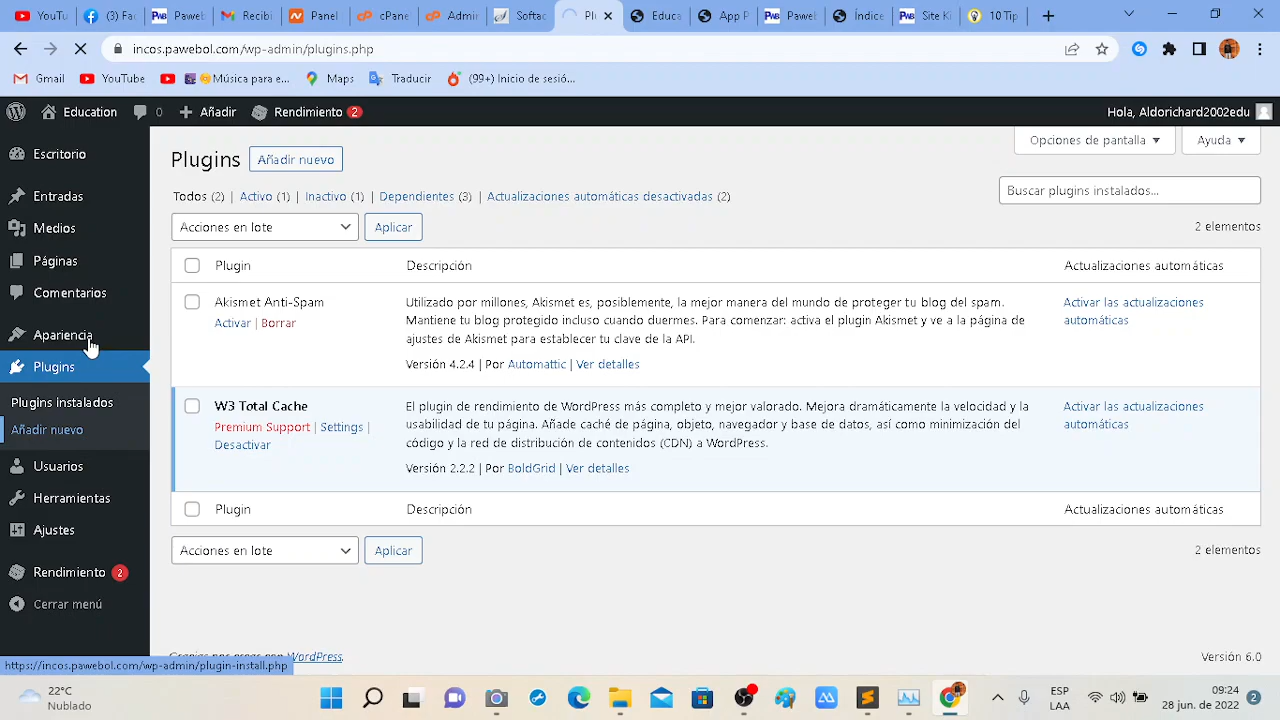 YouTu
(3) Fac
Pawe
Recib
Panel
cPane
Admin
Softac
Plu
Educa
App P
Pawel
Índice
Site Ki
10 Tip
incos.pawebol.com/wp-admin/plugins.php
Gmail
YouTube
Música para e...
Maps
Traducir
(99+) Inicio de sesió...
Education
0
Añadir
Rendimiento 2
Hola, Aldorichard2002edu
Escritorio
Entradas
Medios
Páginas
Comentarios
Apariencia
Plugins
Plugins instalados
Añadir nuevo
Usuarios
Herramientas
Ajustes
Rendimiento 2
Cerrar menú
Plugins
Añadir nuevo
Opciones de pantalla
Ayuda
Todos (2) | Activo (1) | Inactivo (1) | Dependiente (3) | Actualizaciones automáticas desactivadas (2)
Buscar plugins instalados...
Acciones en lote
Aplicar
2 elementos
Plugin
Descripción
Actualizaciones automáticas
Akismet Anti-Spam
Activar | Borrar
Utilizado por millones, Akismet es, posiblemente, la mejor manera del mundo de proteger tu blog del spam.
Mantiene tu blog protegido incluso cuando duermes. Para comenzar: activa el plugin Akismet y ve a la página de
ajustes de Akismet para establecer tu clave de la API.
Versión 4.2.4 | Por Automattic | Ver detalles
Activar las actualizaciones
automáticas
W3 Total Cache
Premium Support | Settings |
Desactivar
El plugin de rendimiento de WordPress más completo y mejor valorado. Mejora dramáticamente la velocidad y la
usabilidad de tu página. Añade caché de página, objeto, navegador y base de datos, así como minimización del
código y la red de distribución de contenidos (CDN) a WordPress.
Versión 2.2.2 | Por BoldGrid | Ver detalles
Activar las actualizaciones
automáticas
Plugin
Descripción
Actualizaciones automáticas
Acciones en lote
Aplicar
2 elementos
WordPress.
Versión 6.0
https://incos.pawebol.com/wp-admin/plugin-install.php
22°C
Nublado
ESP
LAA
09:24
28 jun. de 2022
2